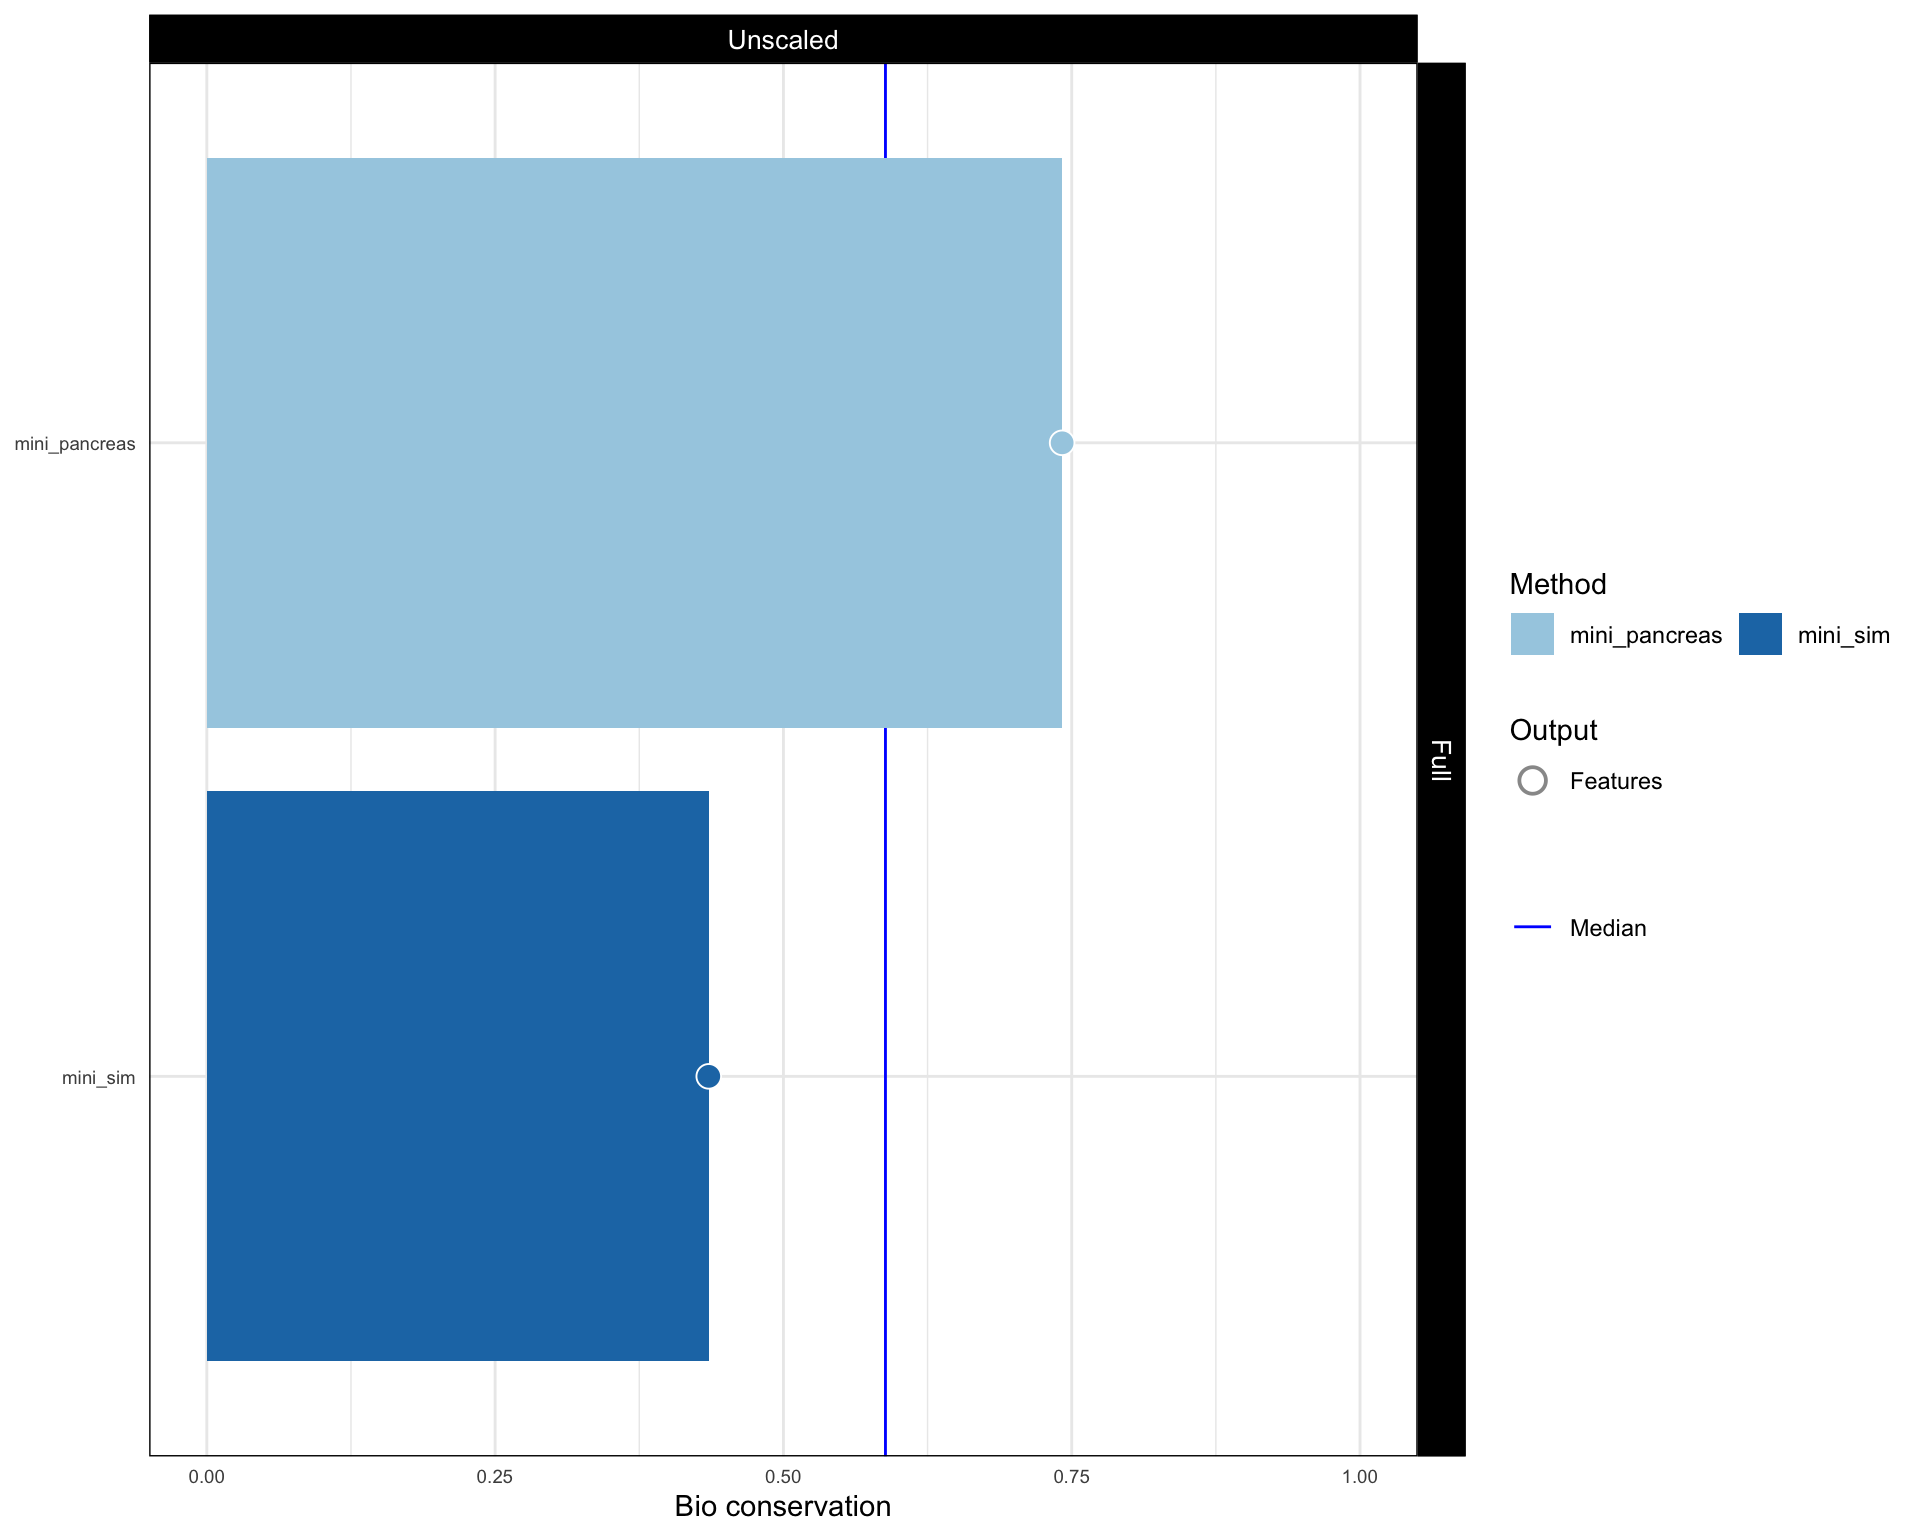 Unscaled
mini_pancreas
mini_sim
0.00 0.25 0.50 0.75 1.00
Bio conservation
Full
Method
mini_pancreas mini_sim
Output
Features
Median